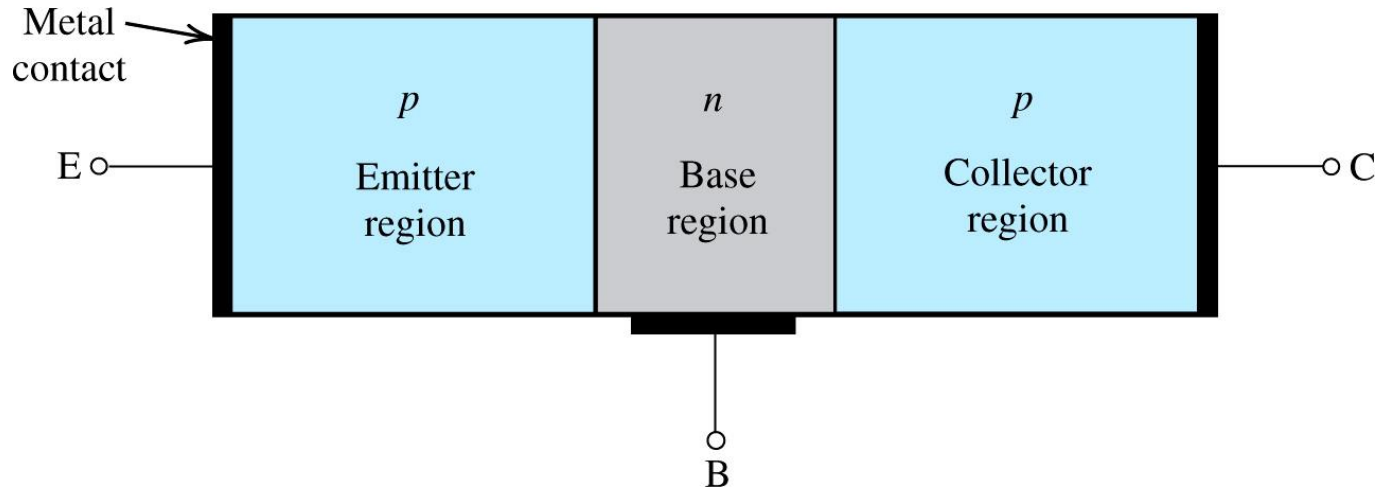 Metal
contact
p
Emitter
region
n
Base
region
p
Collector
region
E
C
B